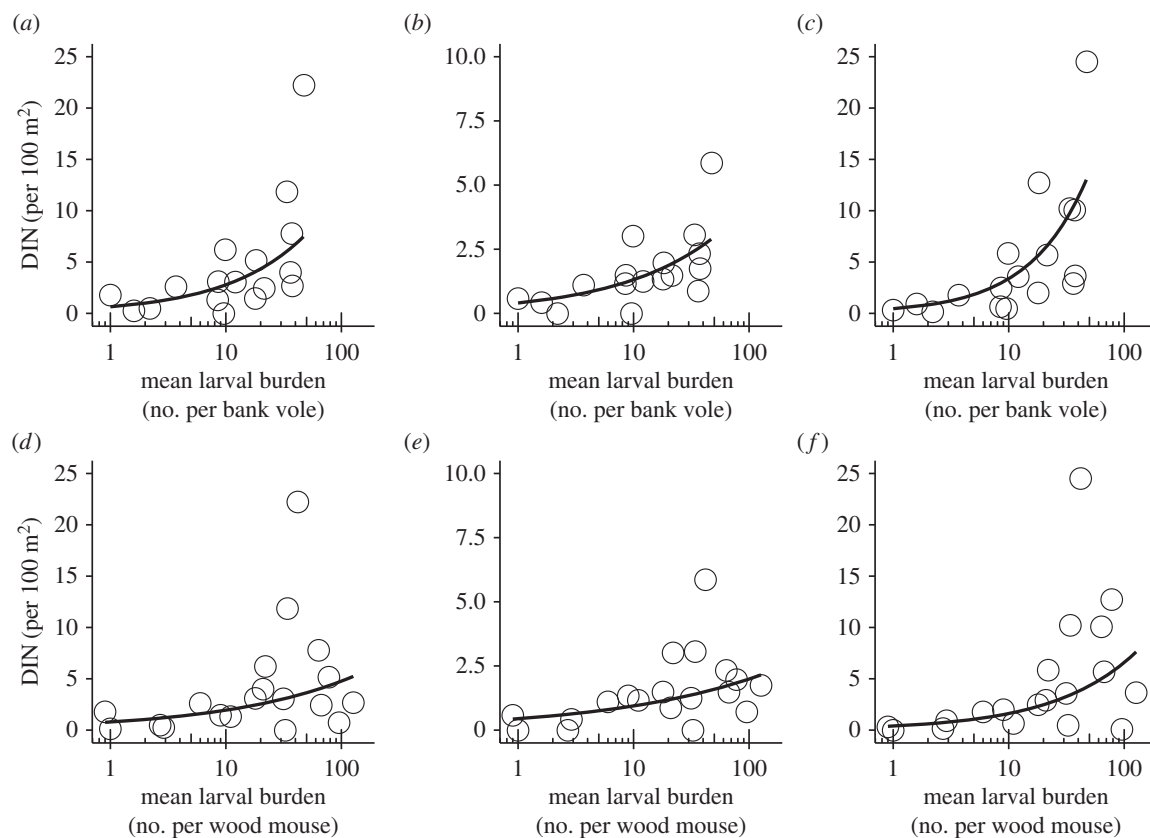 (a)
(b)
(c)
25
20
15
10
5
0
DIN (per 100 m²)
1
10
100
mean larval burden
(no. per bank vole)
10.0
7.5
5.0
2.5
0
1
10
100
mean larval burden
(no. per bank vole)
25
20
15
10
5
0
1
10
100
mean larval burden
(no. per bank vole)
(d)
(e)
(f)
25
20
15
10
5
0
DIN (per 100 m²)
1
10
100
mean larval burden
(no. per wood mouse)
10.0
7.5
5.0
2.5
0
1
10
100
mean larval burden
(no. per wood mouse)
25
20
15
10
5
0
1
10
100
mean larval burden
(no. per wood mouse)